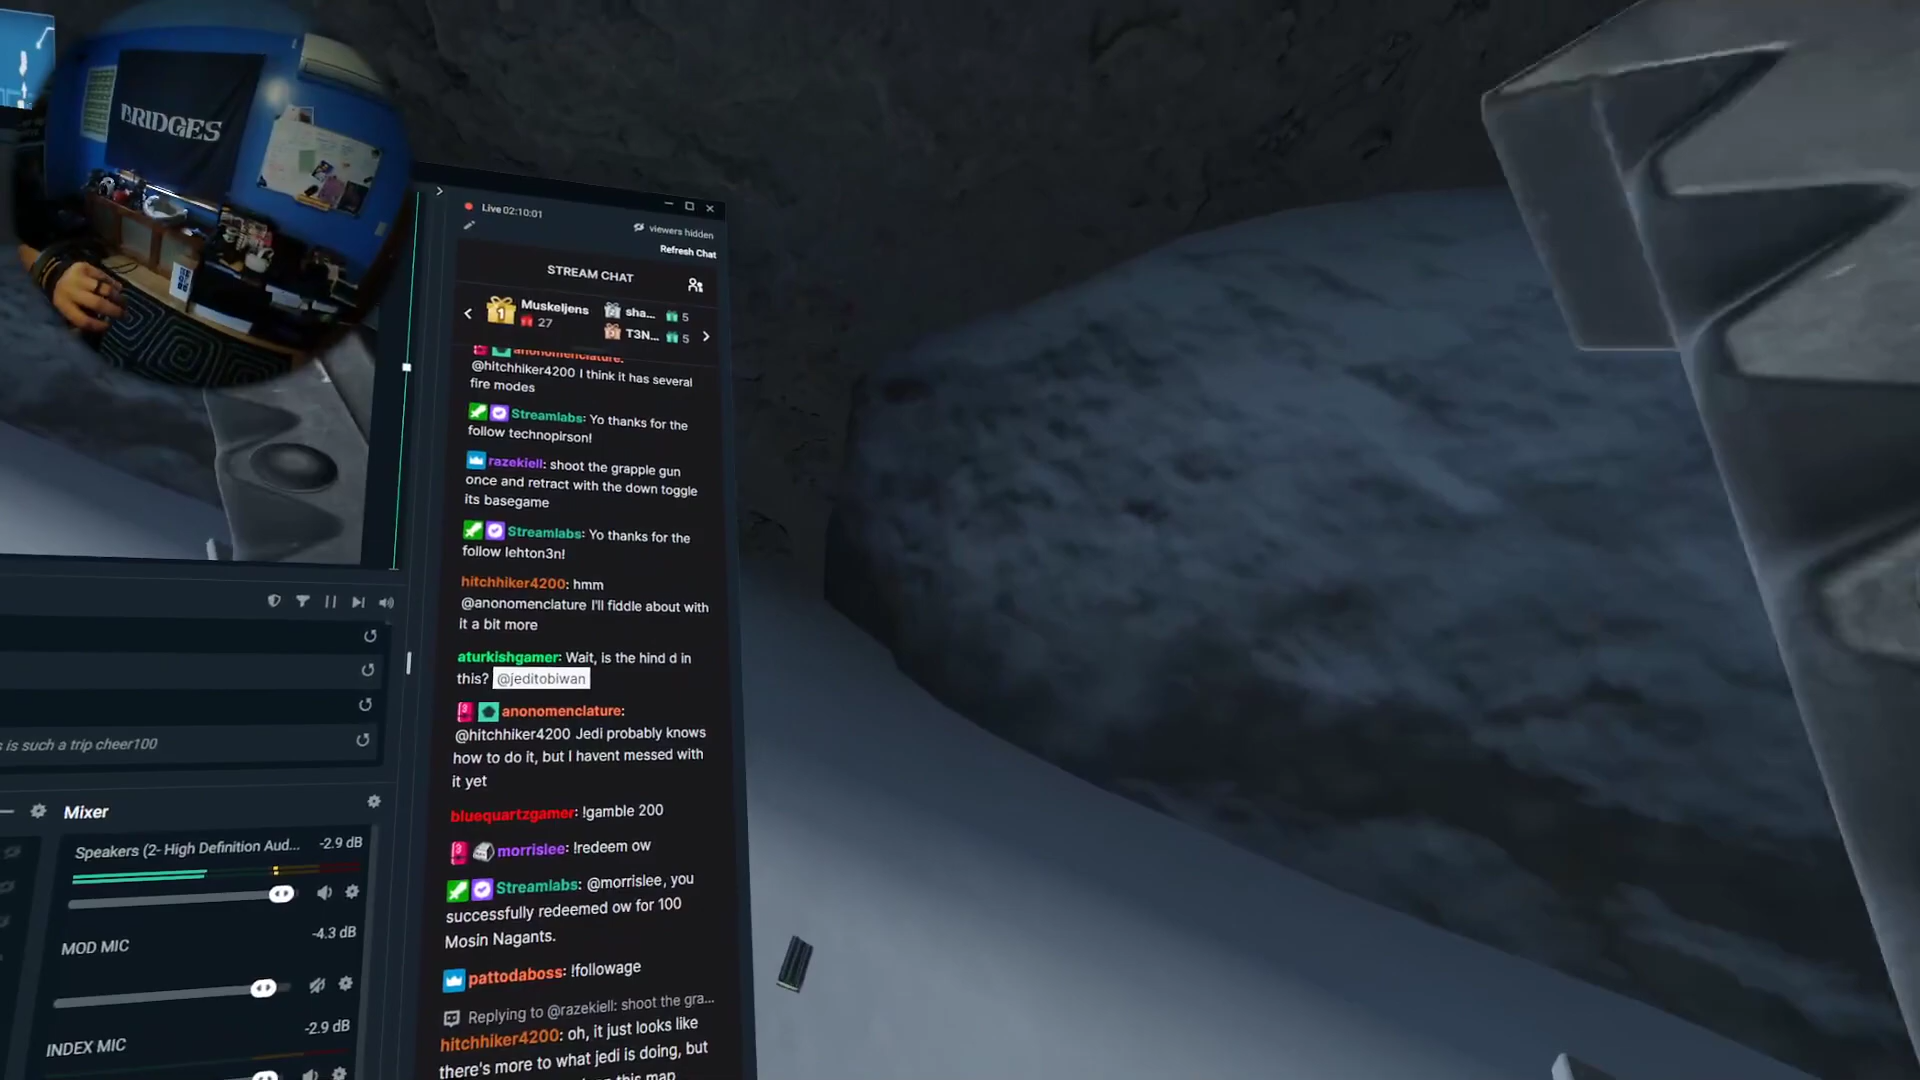 BRIDGES
Live 02:10:01
viewers hidden
Refresh Chat
STREAM CHAT
1
Muskeljens
27
sha...
5
T3N...
5
anonomenclature:
@hitchhiker4200 I think it has several
fire modes
Streamlabs: Yo thanks for the
follow technopirson!
razekiell: shoot the grapple gun
once and retract with the down toggle
its basegame
Streamlabs: Yo thanks for the
follow lehton3n!
hitchhiker4200: hmm
@anonomenclature I'll fiddle about with
it a bit more
aturkishgamer: Wait, is the hind d in
this? @jeditobiwan
3 anonomenclature:
@hitchhiker4200 Jedi probably knows
how to do it, but I havent messed with
it yet
bluequartzgamer: !gamble 200
3 morrislee: !redeem ow
Streamlabs: @morrislee, you
successfully redeemed ow for 100
Mosin Nagants.
pattodaboss: !followage
Replying to @razekiell: shoot the gra...
hitchhiker4200: oh, it just looks like
there's more to what jedi is doing, but
this map
is such a trip cheer100
Mixer
Speakers (2- High Definition Aud...
-2.9 dB
MOD MIC
-4.3 dB
INDEX MIC
-2.9 dB